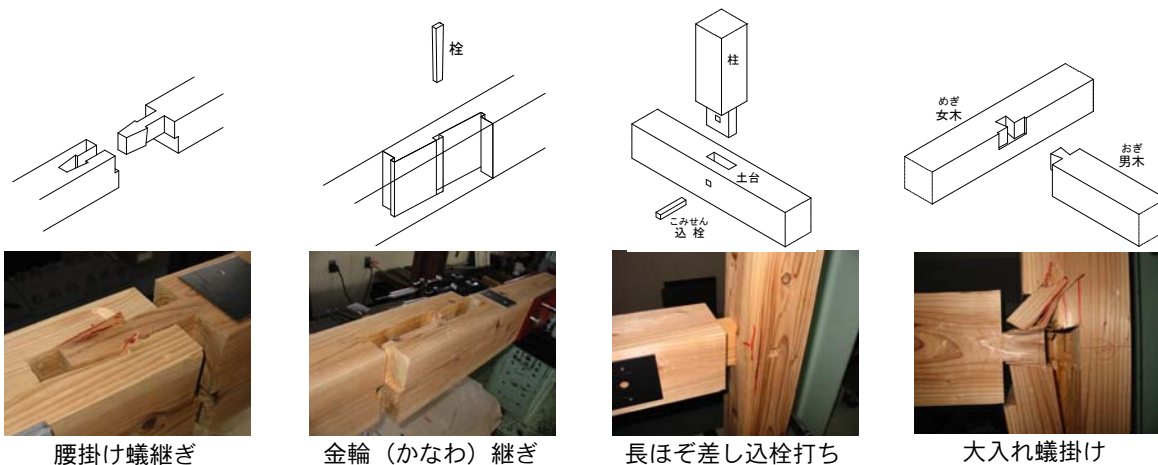 栓
柱
土台
こみせん
込 栓
めぎ
女木
おぎ
男木
腰掛け蟻継ぎ
金輪（かなわ）継ぎ
長ほぞ差し込栓打ち
大入れ蟻掛け